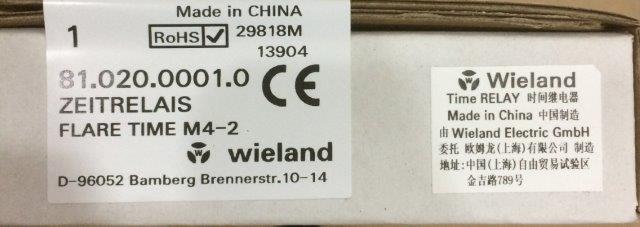 Made in CHINA
1 RoHS 29818M
13904
81.020.0001.0 CE
ZEITRELAIS
FLARE TIME M4-2
wieland
D-96052 Bamberg Brennerstr.10-14
Wieland
Time RELAY 时间继电器
Made in China 中国制造
由 Wieland Electric GmbH
委托 欧姆龙(上海)有限公司 制造
地址:中国(上海)自由贸易试验区
金吉路789号